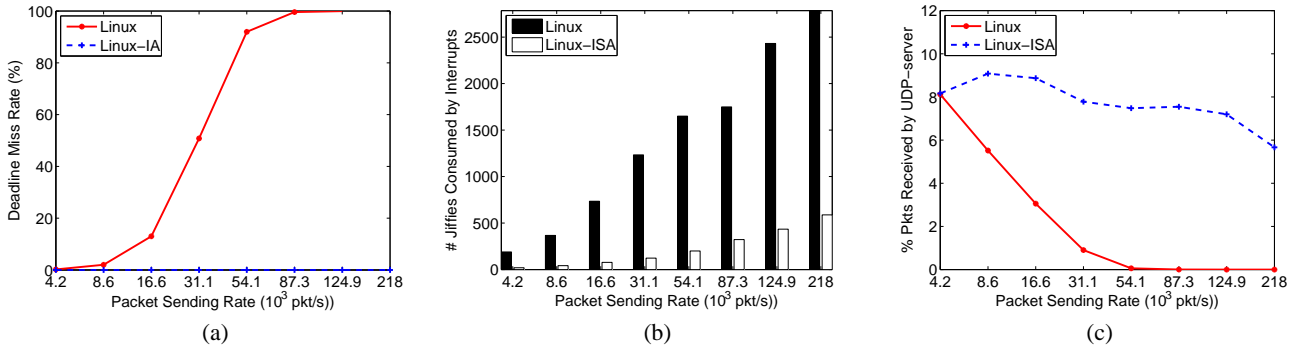 100
80
60
40
20
0
Deadline Miss Rate (%)
Linux
Linux-IA
4.2 8.6 16.6 31.1 54.1 87.3 124.9 218
Packet Sending Rate (10³ pkt/s))
(a)
2500
2000
1500
1000
500
0
# Jiffies Consumed by Interrupts
Linux
Linux-ISA
4.2 8.6 16.6 31.1 54.1 87.3 124.9 218
Packet Sending Rate (10³ pkt/s))
(b)
12
10
8
6
4
2
0
% Pkts Received by UDP-server
Linux
Linux-ISA
4.2 8.6 16.6 31.1 54.1 87.3 124.9 218
Packet Sending Rate (10³ pkt/s))
(c)